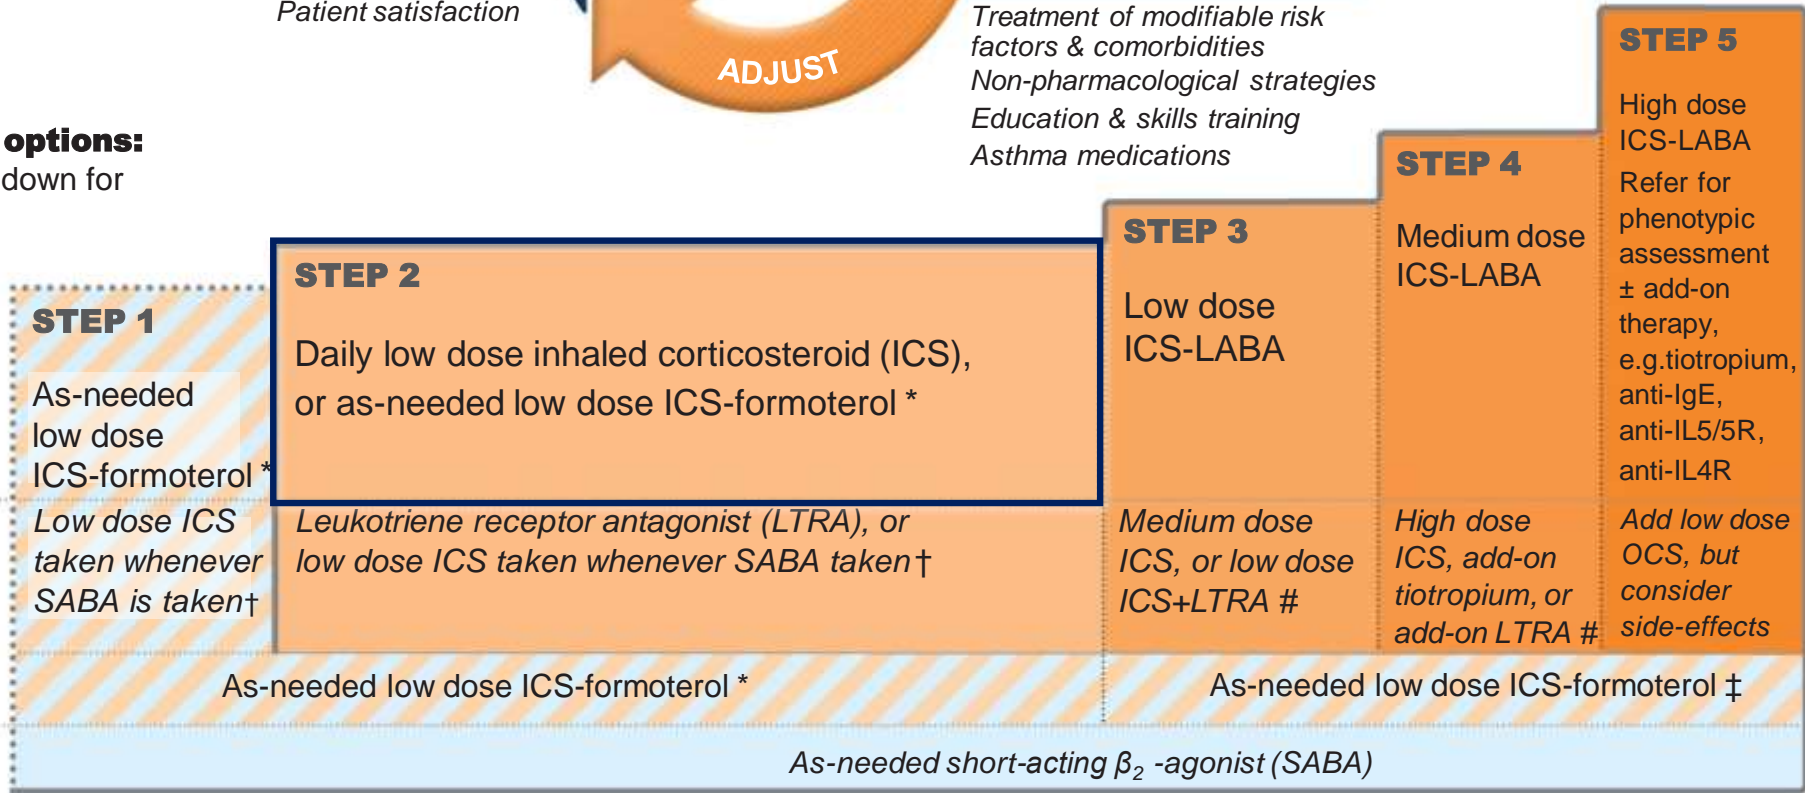 Patient satisfaction
ADJUST
Treatment of modifiable risk
factors & comorbidities
Non-pharmacological strategies
Education & skills training
Asthma medications
options:
down for
STEP 1
As-needed
low dose
ICS-formoterol *
Low dose ICS
taken whenever
SABA is taken†
STEP 2
Daily low dose inhaled corticosteroid (ICS),
or as-needed low dose ICS-formoterol *
Leukotriene receptor antagonist (LTRA), or
low dose ICS taken whenever SABA taken†
STEP 3
Low dose
ICS-LABA
Medium dose
ICS, or low dose
ICS+LTRA #
STEP 4
Medium dose
ICS-LABA
High dose
ICS, add-on
tiotropium, or
add-on LTRA #
STEP 5
High dose
ICS-LABA
Refer for
phenotypic
assessment
± add-on
therapy,
e.g.tiotropium,
anti-IgE,
anti-IL5/5R,
anti-IL4R
Add low dose
OCS, but
consider
side-effects
As-needed low dose ICS-formoterol *
As-needed low dose ICS-formoterol ‡
As-needed short-acting β₂ -agonist (SABA)